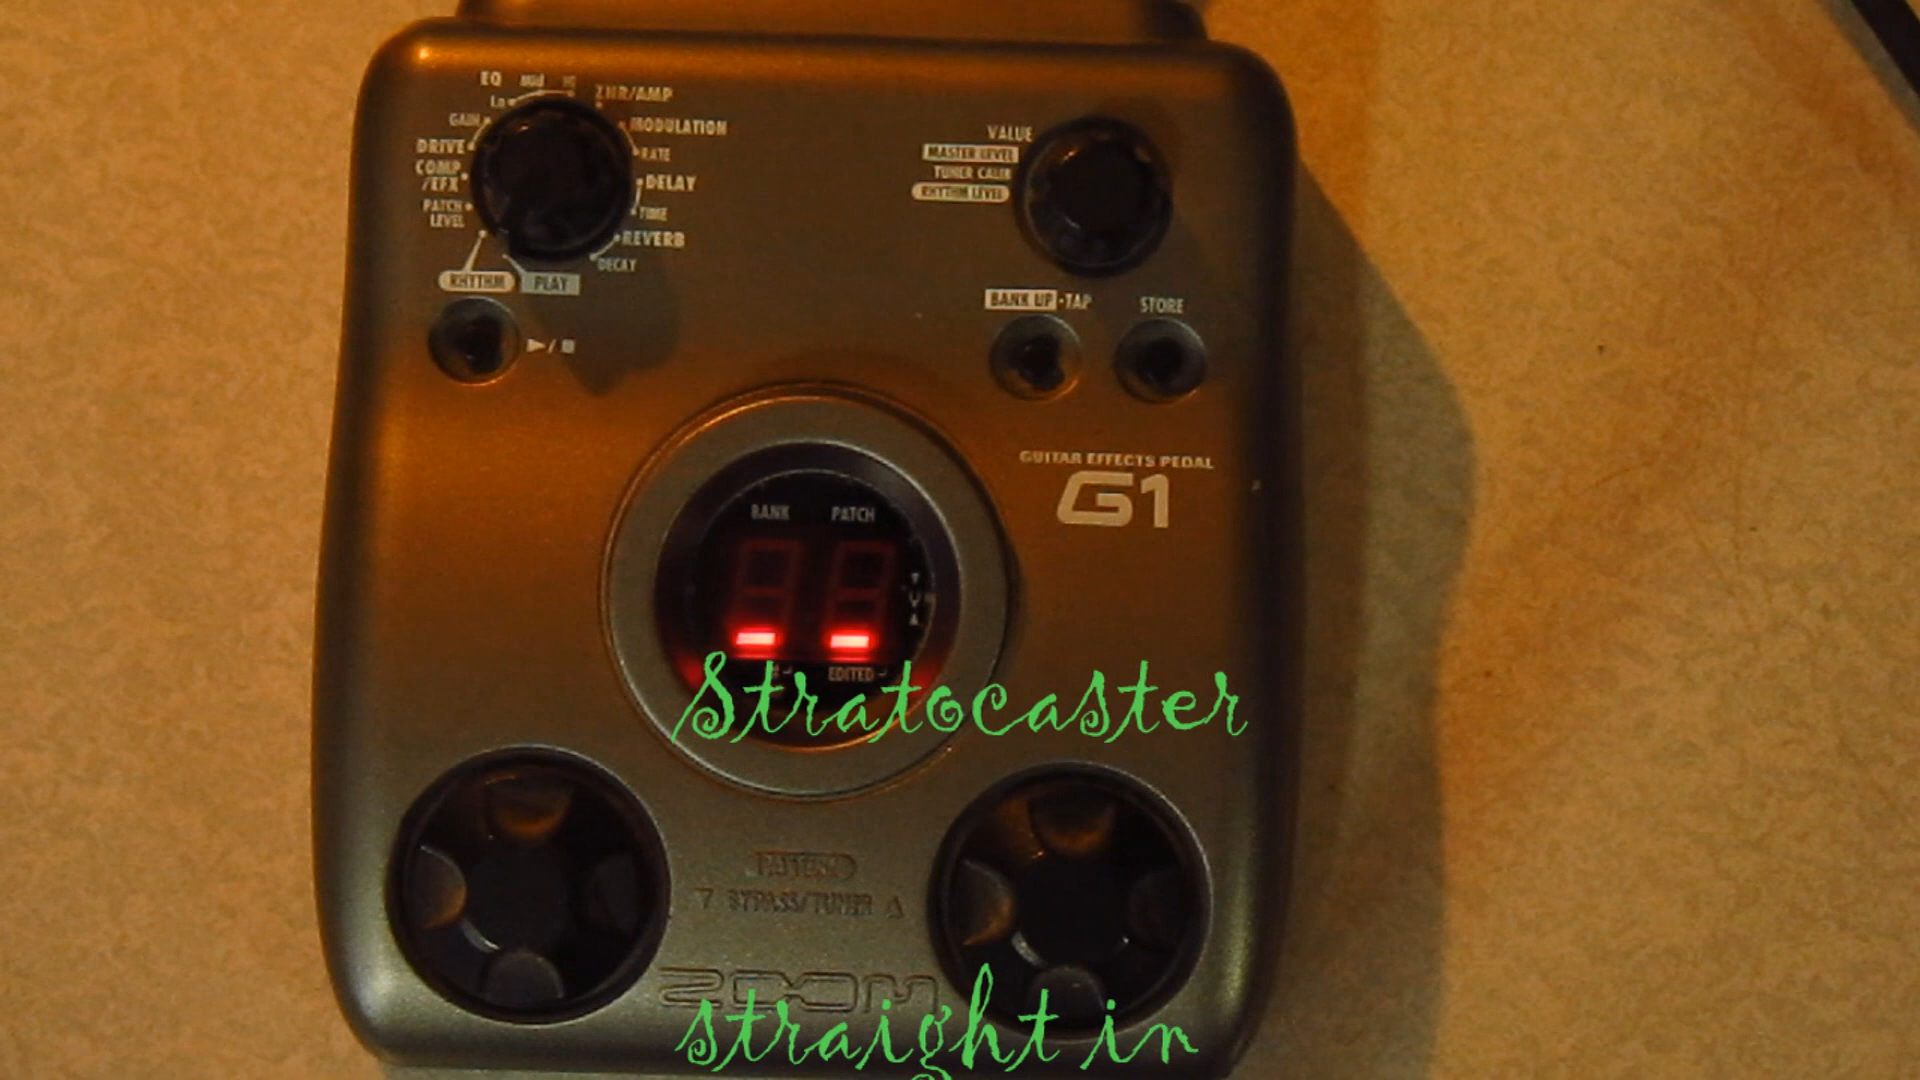 EQ Mid Hi
Lo
ZNR/AMP
GAIN
MODULATION
DRIVE
RATE
COMP
/EFX
DELAY
PATCH
LEVEL
TIME
REVERB
DECAY
RHYTHM PLAY
VALUE
MASTER LEVEL
TUNER CALIB
RHYTHM LEVEL
BANK UP•TAP
STORE
GUITAR EFFECTS PEDAL
G1
BANK PATCH
EDITED
Stratocaster
PATTERN
BYPASS/TUNER
ZOOM
straight in